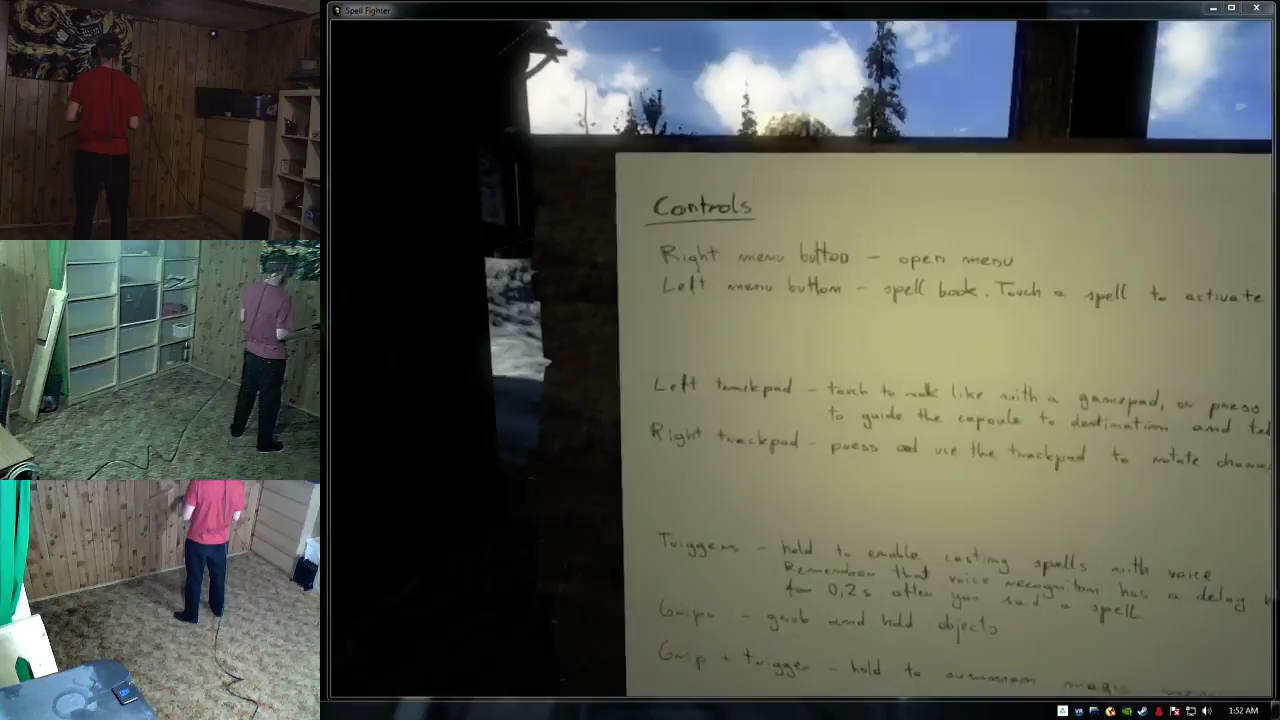 Spell Fighter
Controls
Right menu button - open menu
Left menu button - spell book. Touch a spell to activate
Left trackpad - touch to walk like with a gamepad, or press
to guide the capsule to destination and
Right trackpad - press and use the trackpad to rotate
Triggers - hold to enable casting spells with voice
Remember that voice recognition has a delay
for 0,2s after you said a spell.
Grips - grab and hold objects
Grip + trigger - hold to summon magic
1:52 AM